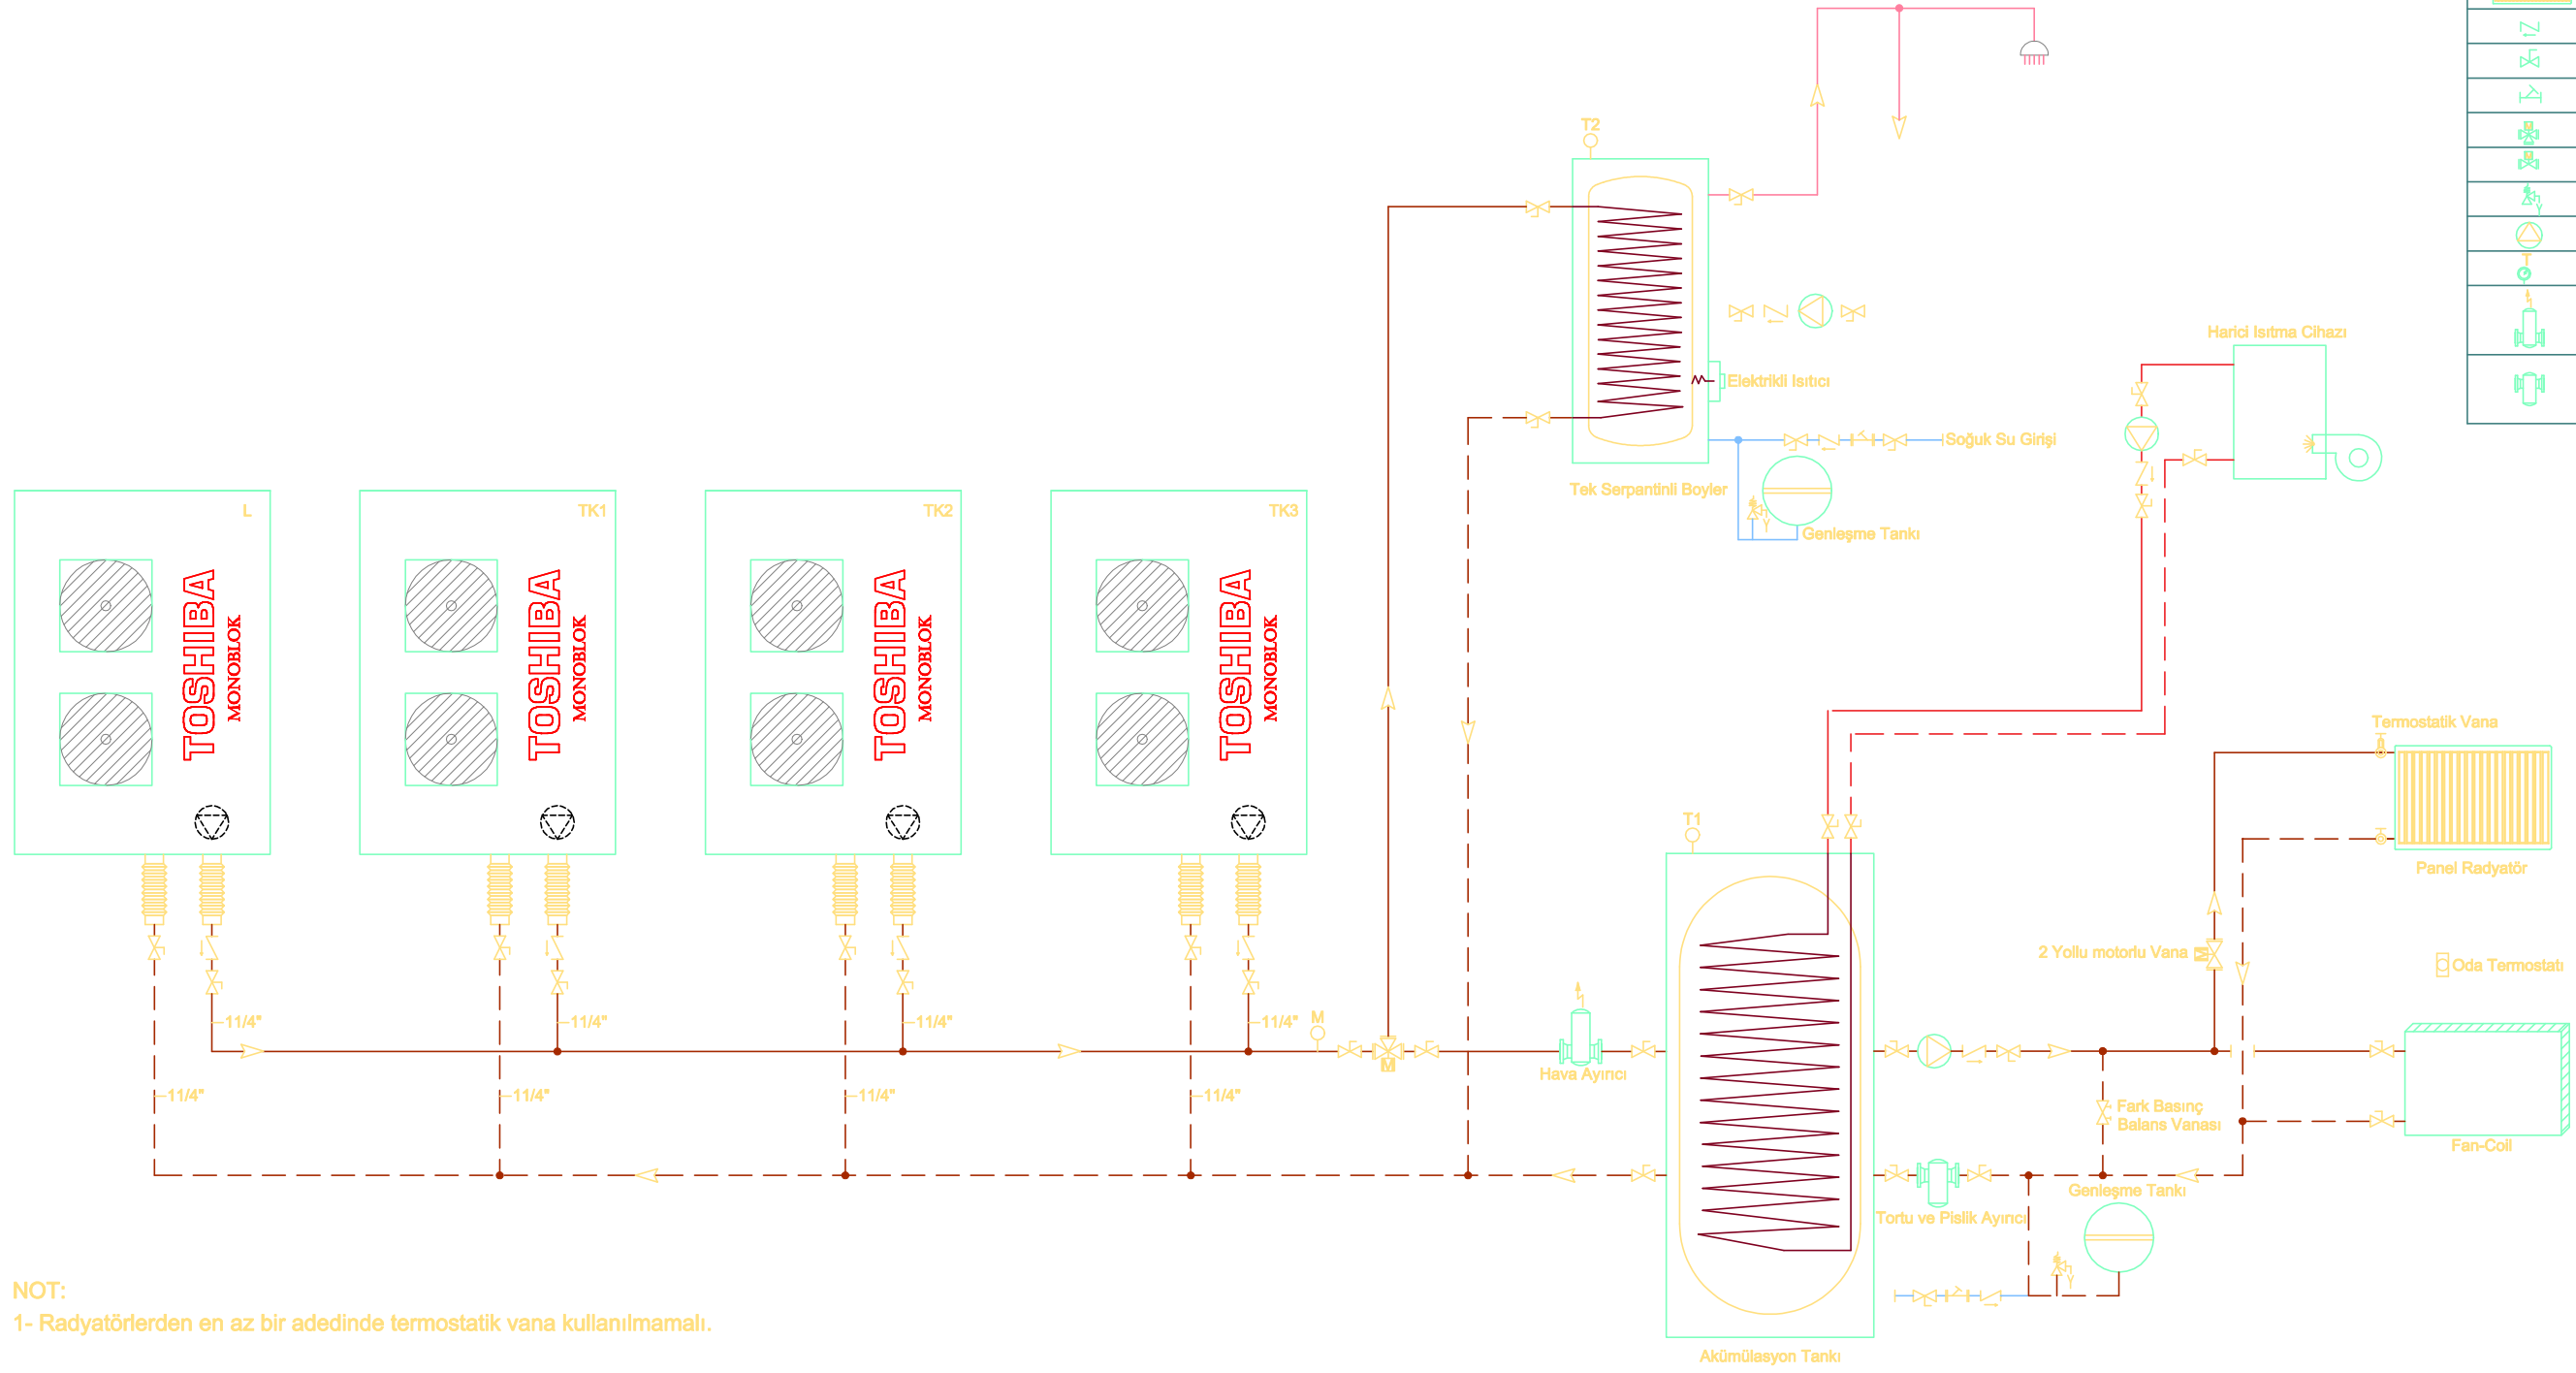 T2
T
Harici Isıtma Cihazı
Elektrikli Isıtıcı
Soğuk Su Girişi
Tek Serpantinli Boyler
Genleşme Tankı
L
TK1
TK2
TK3
TOSHIBA
MONOBLOK
TOSHIBA
MONOBLOK
TOSHIBA
MONOBLOK
TOSHIBA
MONOBLOK
Termostatik Vana
T1
Panel Radyatör
2 Yollu motorlu Vana
M
Oda Termostatı
11/4"
11/4"
11/4"
11/4"
M
M
Hava Ayırıcı
11/4"
11/4"
11/4"
11/4"
Fark Basınç
Balans Vanası
Fan-Coil
Genleşme Tankı
Tortu ve Pislik Ayırıcı
NOT:
1- Radyatörlerden en az bir adedinde termostatik vana kullanılmamalı.
Akümülasyon Tankı